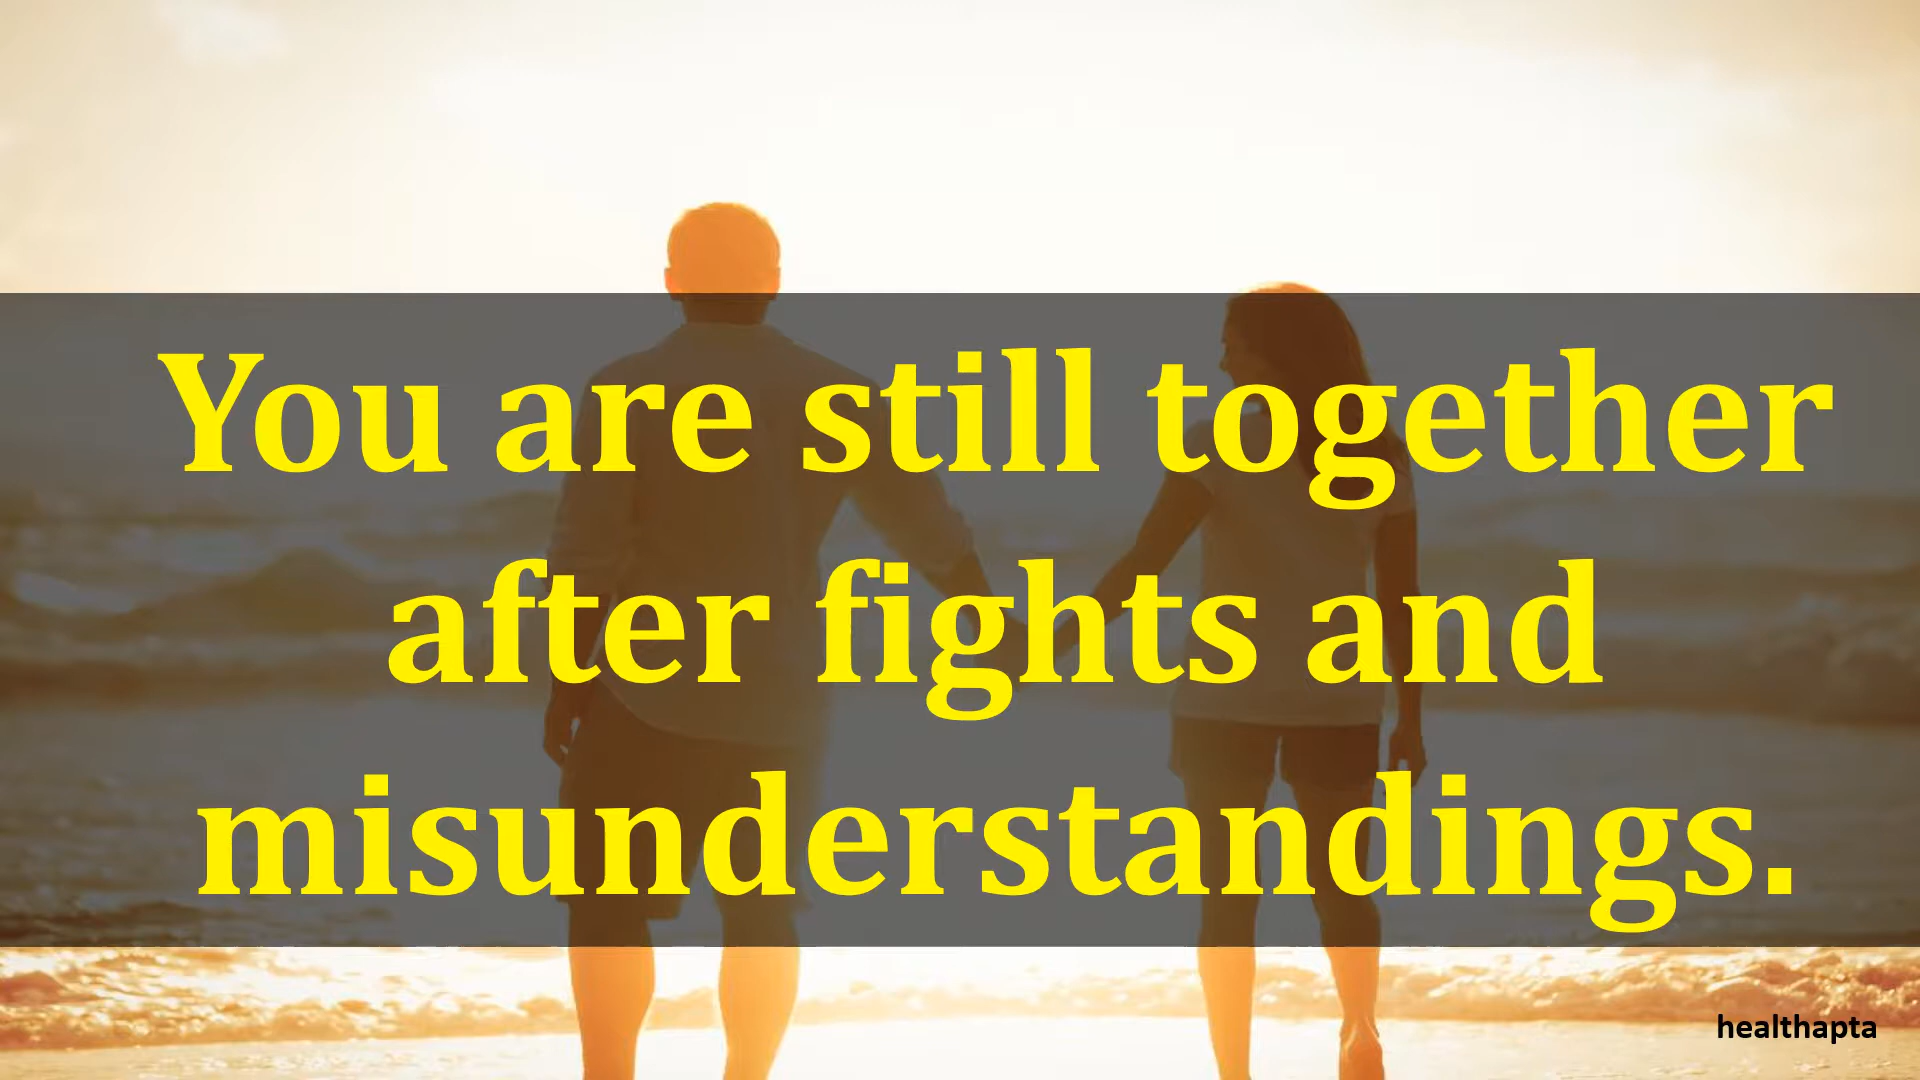 You are still together
after fights and
misunderstandings.
healthapta